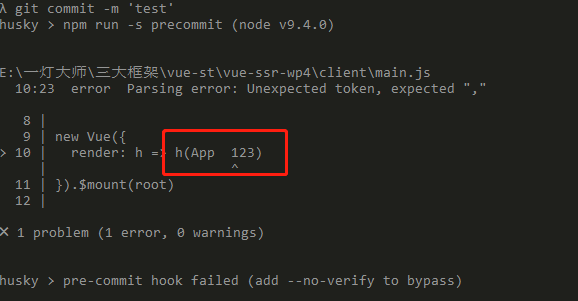 λ git commit -m 'test'
husky > npm run -s precommit (node v9.4.0)
E:\一灯大师\三大框架\vue-st\vue-ssr-wp4\client\main.js
10:23  error  Parsing error: Unexpected token, expected ","
8 |
9 | new Vue({
> 10 |   render: h => h(App  123)
|                       ^
11 | }).$mount(root)
12 |
✕ 1 problem (1 error, 0 warnings)
husky > pre-commit hook failed (add --no-verify to bypass)